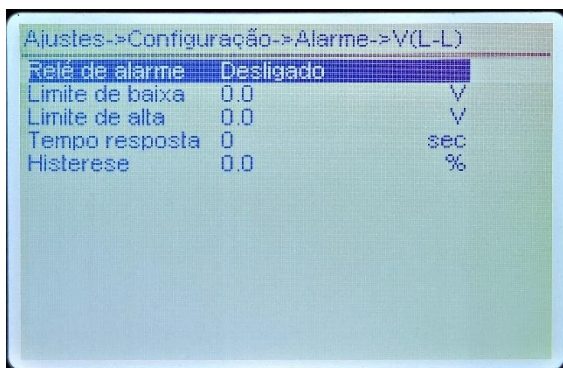 Ajustes->Configuração->Alarme->V(L-L)
Relé de alarme Desligado
Limite de baixa 0.0 V
Limite de alta 0.0 V
Tempo resposta 0 sec
Histerese 0.0 %